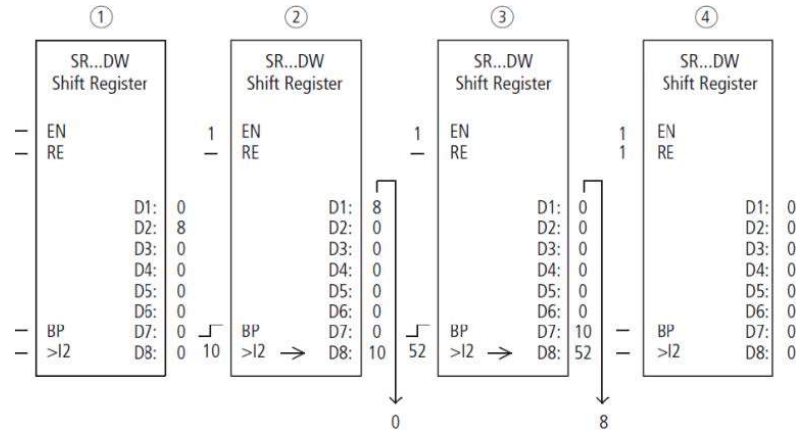 ① ② ③ ④
SR...DW SR...DW SR...DW SR...DW
Shift Register Shift Register Shift Register Shift Register
– EN 1 EN 1 EN 1 EN
– RE – RE – RE 1 RE
D1: 0 D1: 8 D1: 0 D1: 0
D2: 8 D2: 0 D2: 0 D2: 0
D3: 0 D3: 0 D3: 0 D3: 0
D4: 0 D4: 0 D4: 0 D4: 0
D5: 0 D5: 0 D5: 0 D5: 0
D6: 0 D6: 0 D6: 0 D6: 0
– BP D7: 0 BP D7: 0 BP D7: 10 – BP D7: 0
– >I2 D8: 0 10 >I2 → D8: 10 52 >I2 → D8: 52 – >I2 D8: 0
0 8